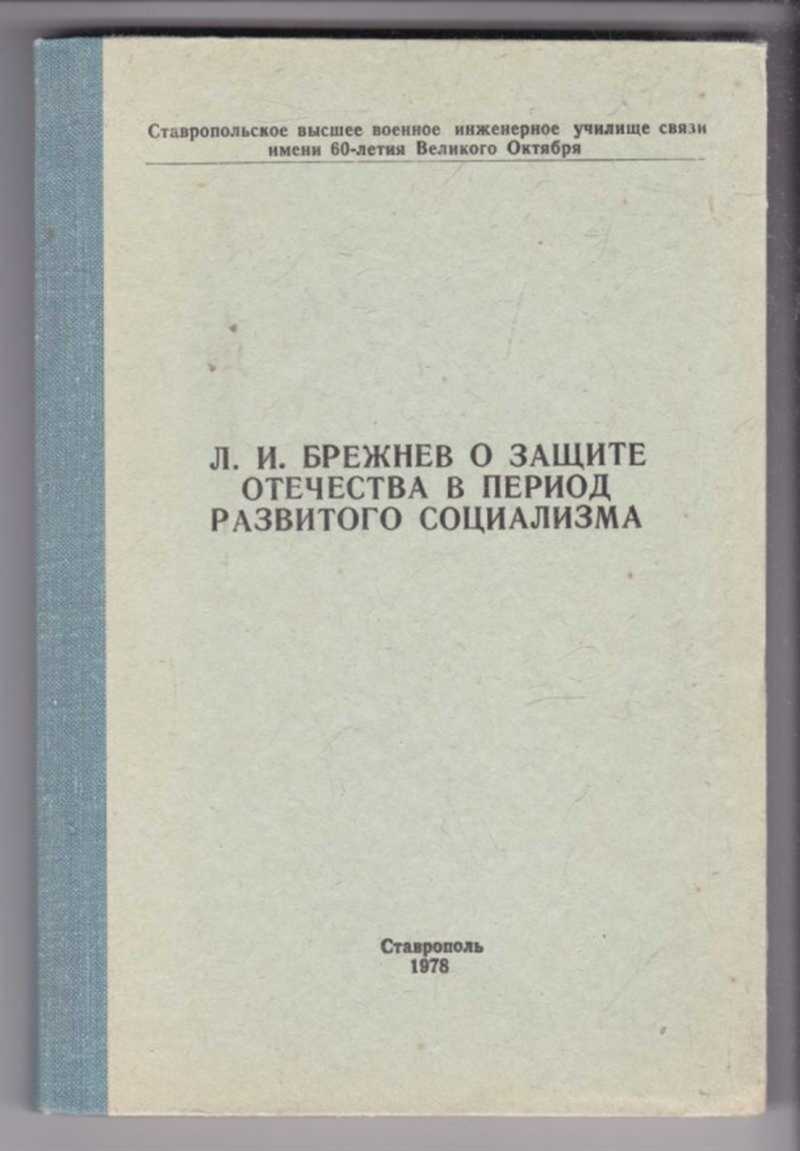 Ставропольское высшее военное инженерное училище связи
имени 60-летия Великого Октября
Л. И. БРЕЖНЕВ О ЗАЩИТЕ
ОТЕЧЕСТВА В ПЕРИОД
РАЗВИТОГО СОЦИАЛИЗМА
Ставрополь
1978